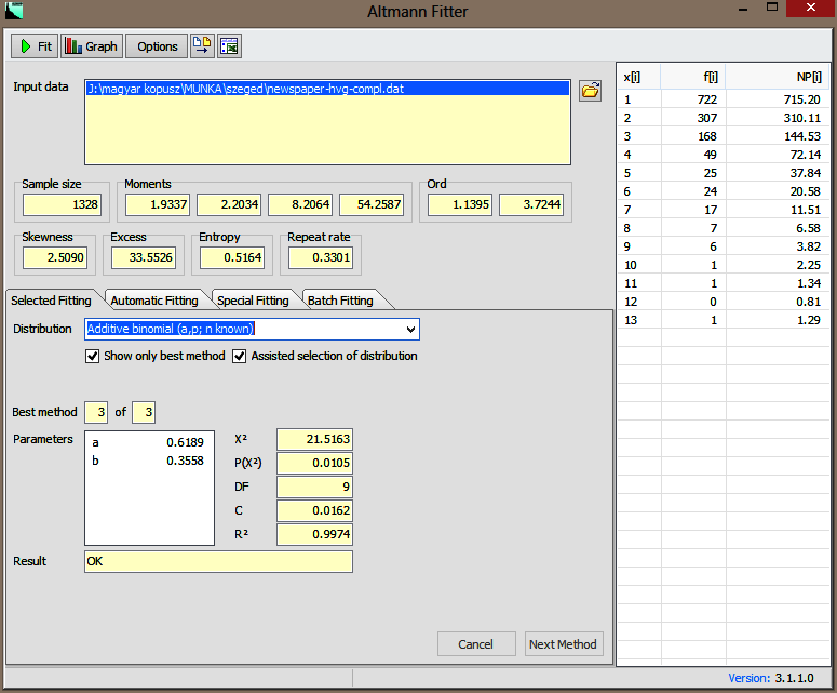 Altmann Fitter
Fit Graph Options
Input data J:\magyar kopusz\MUNKA\szeged\newspaper-hvg-compl.dat
Sample size Moments Ord
1328 1.9337 2.2034 8.2064 54.2587 1.1395 3.7244
Skewness Excess Entropy Repeat rate
2.5090 33.5526 0.5164 0.3301
Selected Fitting Automatic Fitting Special Fitting Batch Fitting
Distribution Additive binomial (a,p; n known)
Show only best method Assisted selection of distribution
Best method 3 of 3
Parameters
a 0.6189
b 0.3558
X² 21.5163
P(X²) 0.0105
DF 9
C 0.0162
R² 0.9974
Result OK
Cancel Next Method
x[i] f[i] NP[i]
1 722 715.20
2 307 310.11
3 168 144.53
4 49 72.14
5 25 37.84
6 24 20.58
7 17 11.51
8 7 6.58
9 6 3.82
10 1 2.25
11 1 1.34
12 0 0.81
13 1 1.29
Version: 3.1.1.0